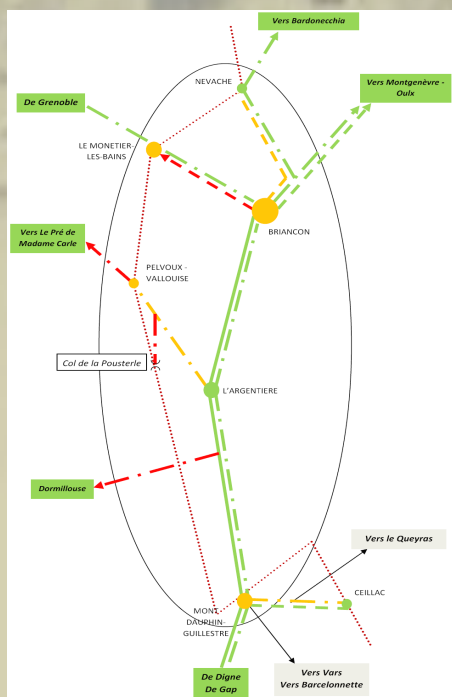 Vers Bardonecchia
NEVACHE
Vers Montgenèvre -
Oulx
De Grenoble
LE MONETIER-
LES-BAINS
BRIANCON
Vers Le Pré de
Madame Carle
PELVOUX -
VALLOUISE
Col de la Pousterle
L'ARGENTIERE
Dormillouse
Vers le Queyras
CEILLAC
MONT
DAUPHIN-
GUILLESTRE
De Digne
De Gap
Vers Vars
Vers Barcelonnette